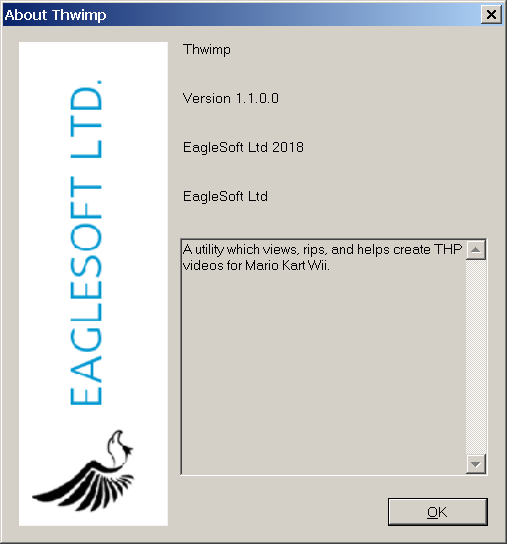 About Thwimp
EAGLESOFT LTD.
Thwimp
Version 1.1.0.0
EagleSoft Ltd 2018
EagleSoft Ltd
A utility which views, rips, and helps create THP
videos for Mario Kart Wii.
OK